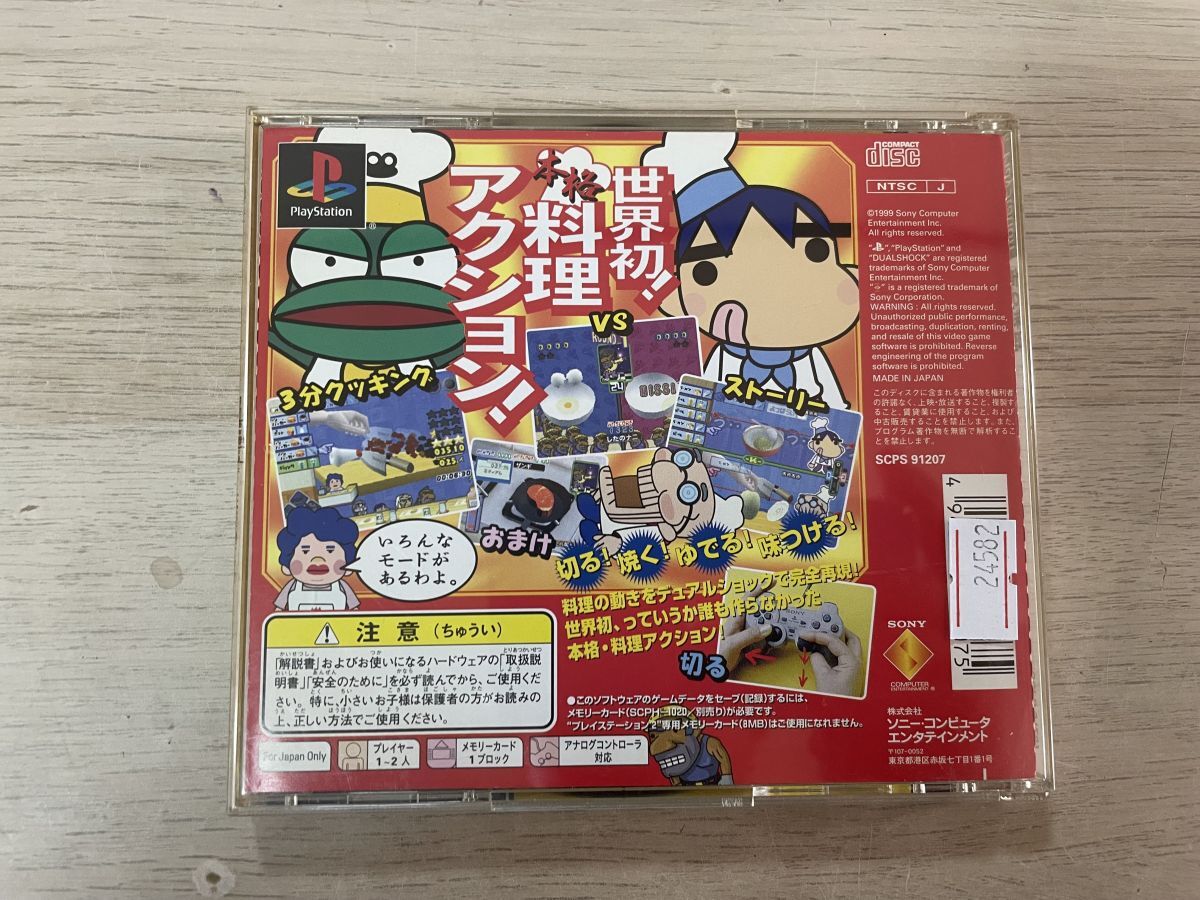 PlayStation
世界初!
本格
料理
アクション!
COMPACT
disc
NTSC J
©1999 Sony Computer
Entertainment Inc.
All rights reserved.
" ", "PlayStation" and
"DUALSHOCK" are registered
trademarks of Sony Computer
Entertainment Inc.
" " is a registered trademark of
Sony Corporation.
WARNING : All rights reserved.
Unauthorized public performance,
broadcasting, duplication, renting,
and resale of this video game
software is prohibited. Reverse
engineering of the program
software is prohibited.
MADE IN JAPAN
このディスクに含まれる著作物を権利者
の許諾なく、上映・放送すること、複製す
ること、賃貸業に使用すること、および
中古販売することを禁止します。また、
プログラム著作物を無断で解析するこ
とを禁止します。
SCPS 91207
24582
SONY
COMPUTER
ENTERTAINMENT
株式会社
ソニー・コンピュータ
エンタテインメント
〒107-0052
東京都港区赤坂七丁目1番1号
3分クッキング
VS
ストーリー
おまけ
いろんな
モードが
あるわよ。
切る!焼く!ゆでる!味つける!
料理の動きをデュアルショックで完全再現!
世界初、っていうか誰も作らなかった
本格・料理アクション!
切る
注意(ちゅうい)
「解説書」およびお使いになるハードウェアの「取扱説
明書」「安全のために」を必ず読んでから、ご使用くだ
さい。特に、小さいお子様は保護者の方がお読みの
上、正しい方法でご使用ください。
●このソフトウェアのゲームデータをセーブ(記録)するには、
メモリーカード(SCPH-1020/別売り)が必要です。
"プレイステーション 2"専用メモリーカード(8MB)はご使用になれません。
For Japan Only
プレイヤー
1~2人
メモリーカード
1ブロック
アナログコントローラ
対応